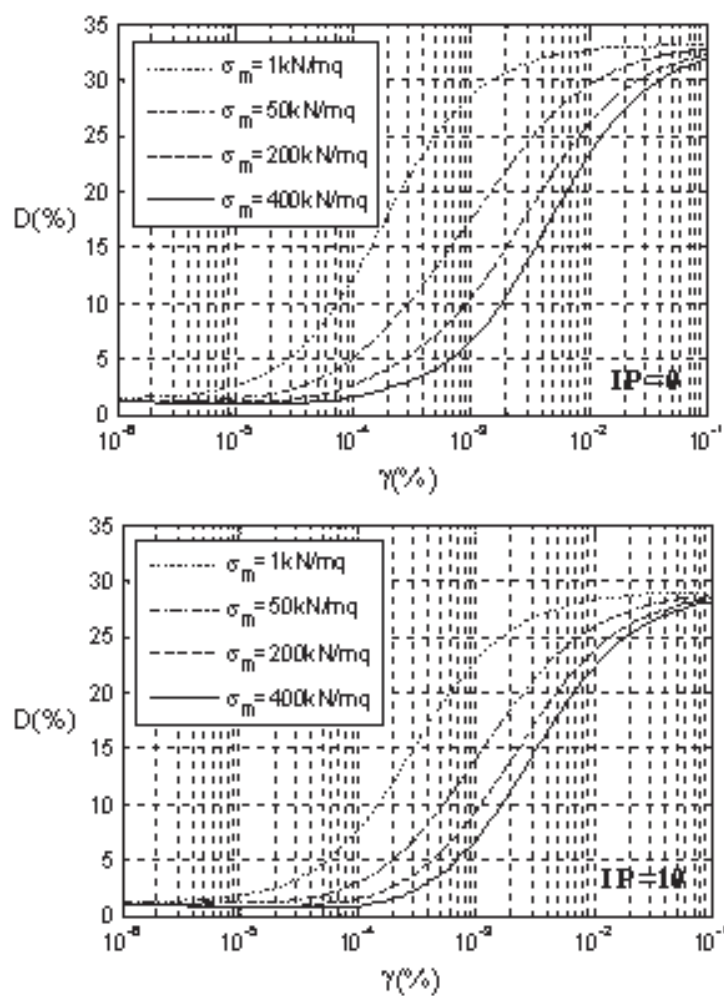 35
30
25
20
15
10
5
0
D(%)
σm=1kN/mq
σm=50kN/mq
σm=200kN/mq
σm=400kN/mq
IP=0
10⁻⁶ 10⁻⁵ 10⁻⁴ 10⁻³ 10⁻² 10⁻¹
γ(%)
35
30
25
20
15
10
5
0
D(%)
σm=1kN/mq
σm=50kN/mq
σm=200kN/mq
σm=400kN/mq
IP=10
10⁻⁶ 10⁻⁵ 10⁻⁴ 10⁻³ 10⁻² 10⁻¹
γ(%)